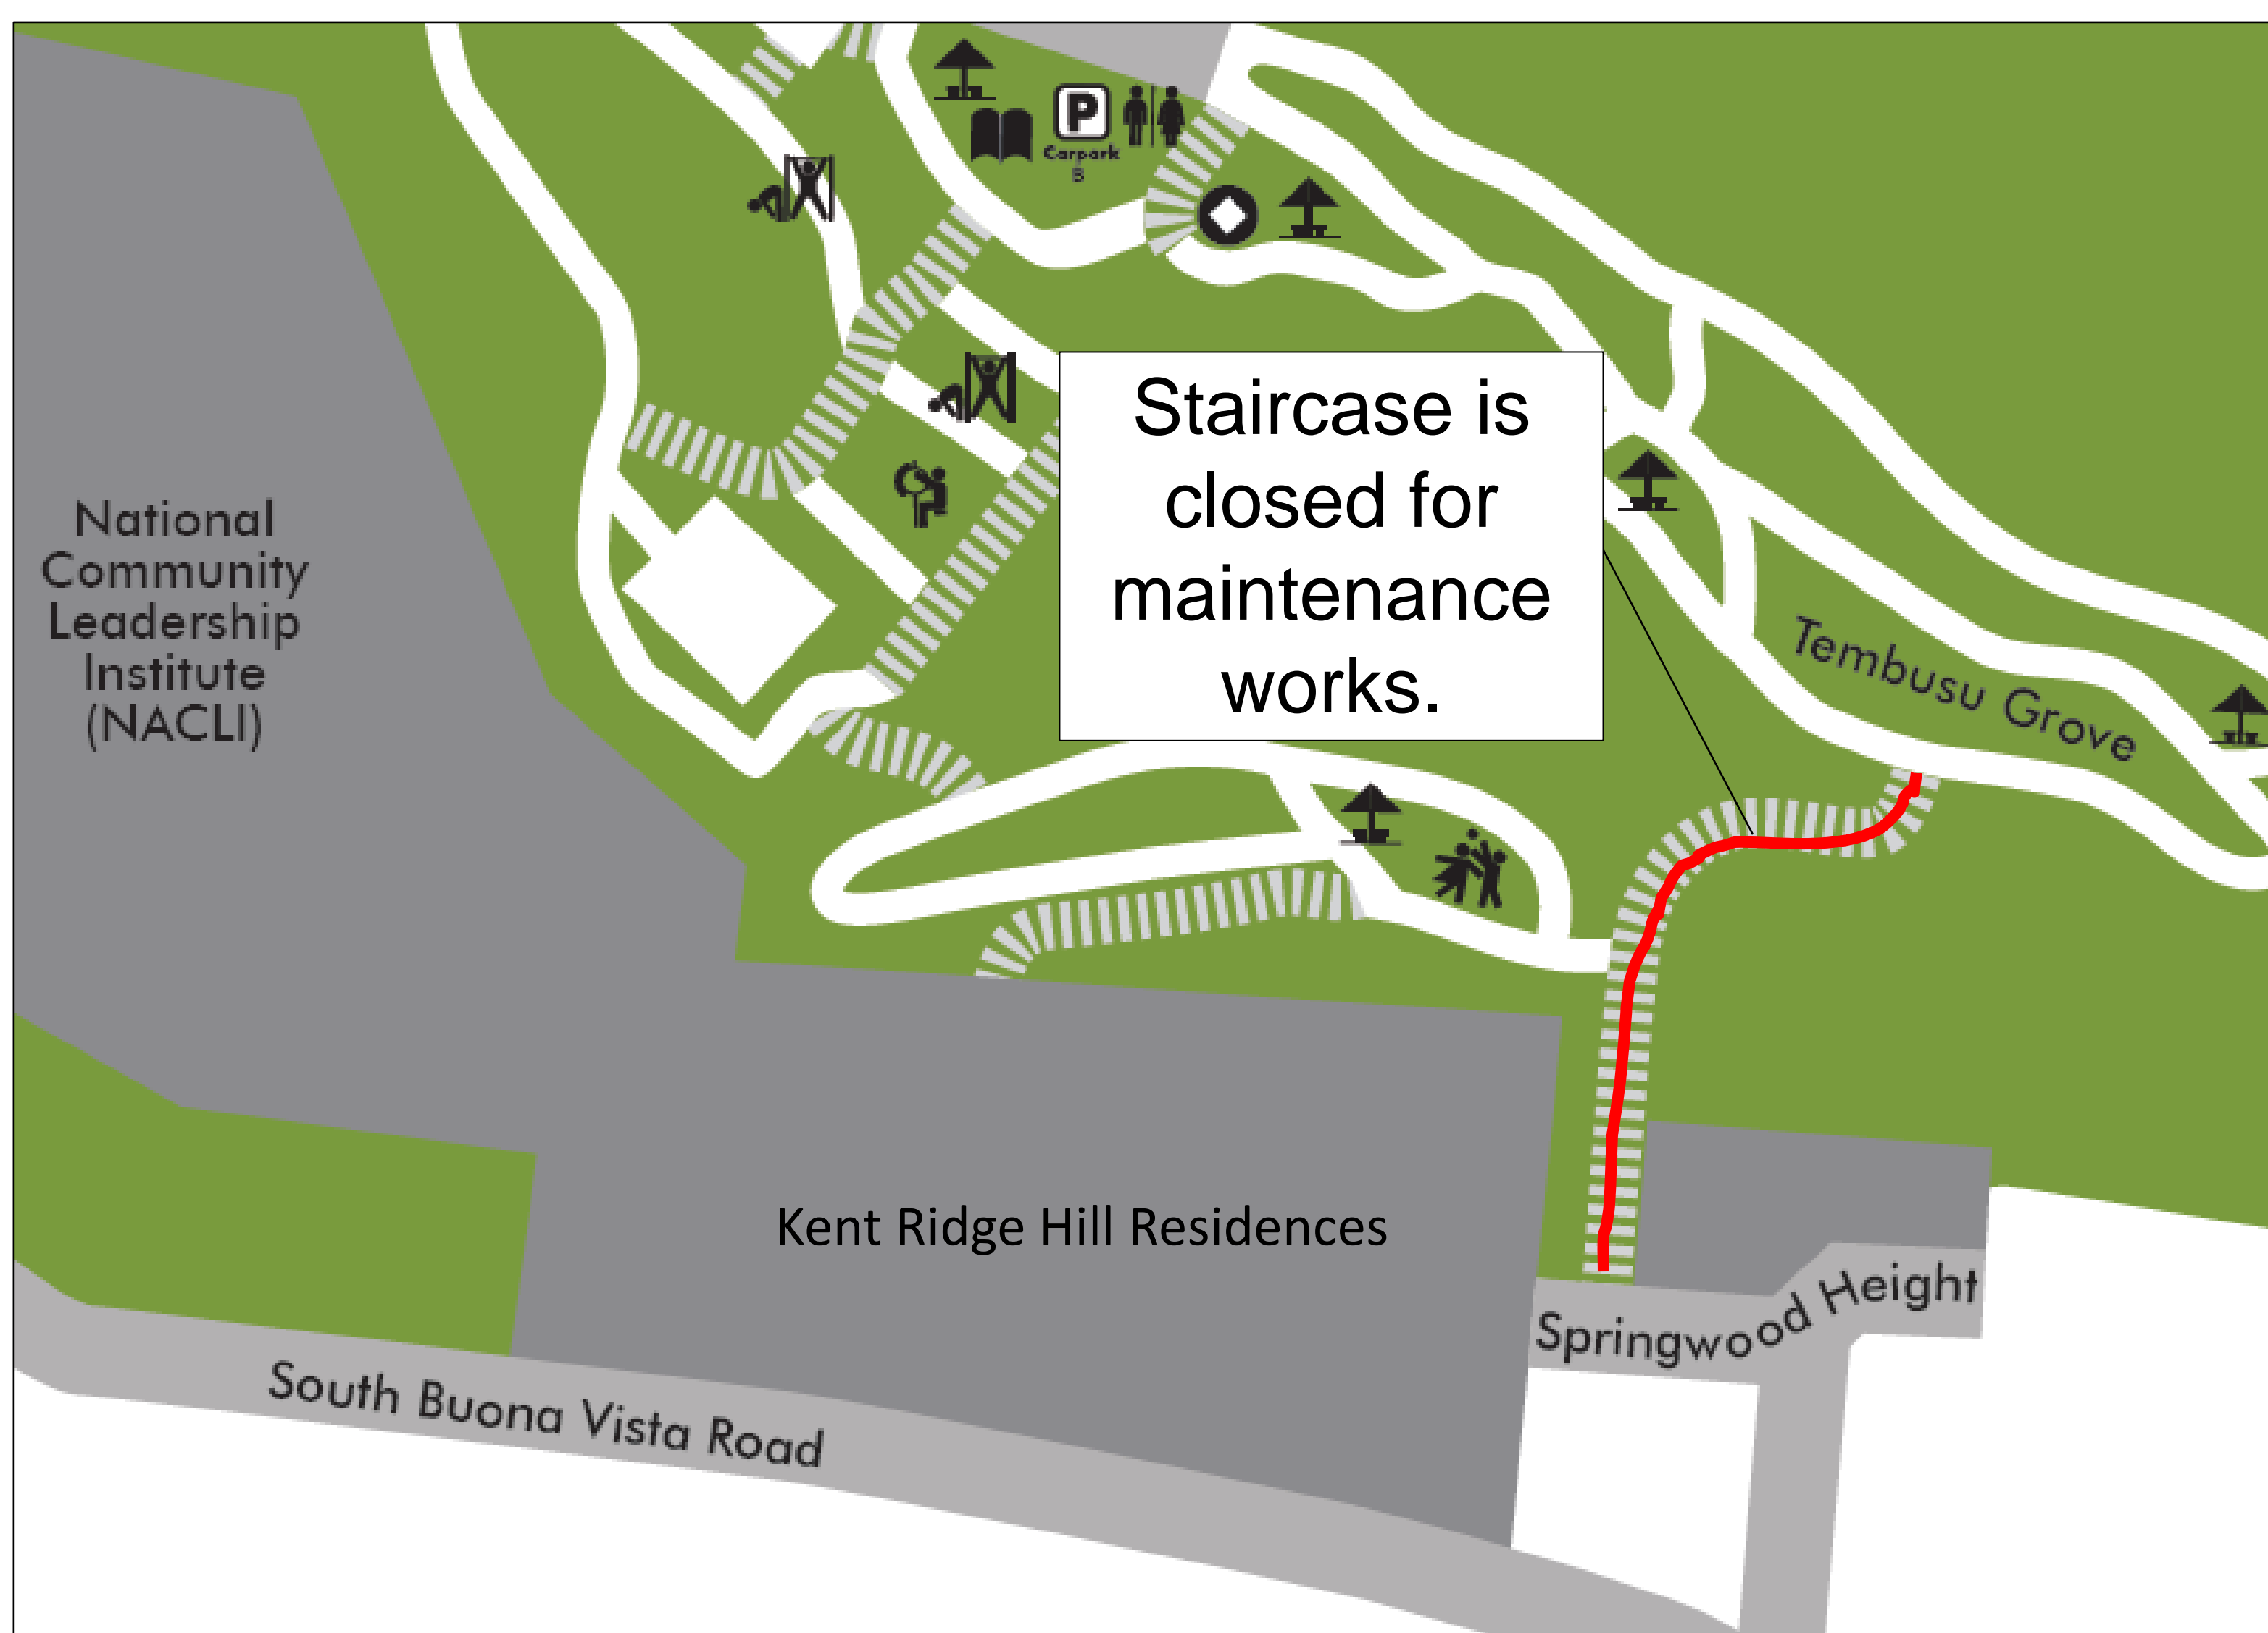 P
Carpark
B
Staircase is
closed for
maintenance
works.
National
Community
Leadership
Institute
(NACLI)
Tembusu Grove
Kent Ridge Hill Residences
Springwood Height
South Buona Vista Road